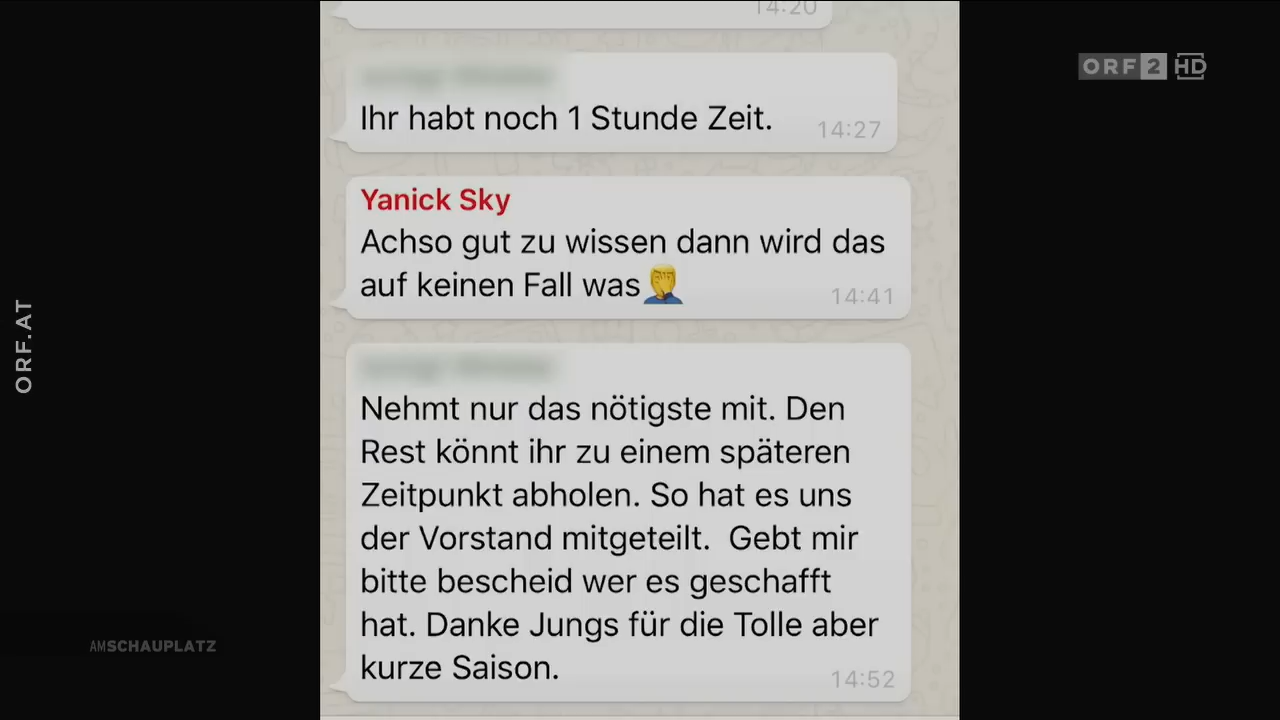 14:20
ORF 2 HD
Ihr habt noch 1 Stunde Zeit.
14:27
Yanick Sky
Achso gut zu wissen dann wird das
auf keinen Fall was🤦
14:41
Nehmt nur das nötigste mit. Den
Rest könnt ihr zu einem späteren
Zeitpunkt abholen. So hat es uns
der Vorstand mitgeteilt.  Gebt mir
bitte bescheid wer es geschafft
hat. Danke Jungs für die Tolle aber
kurze Saison.
14:52
ORF.AT
AMSCHAUPLATZ